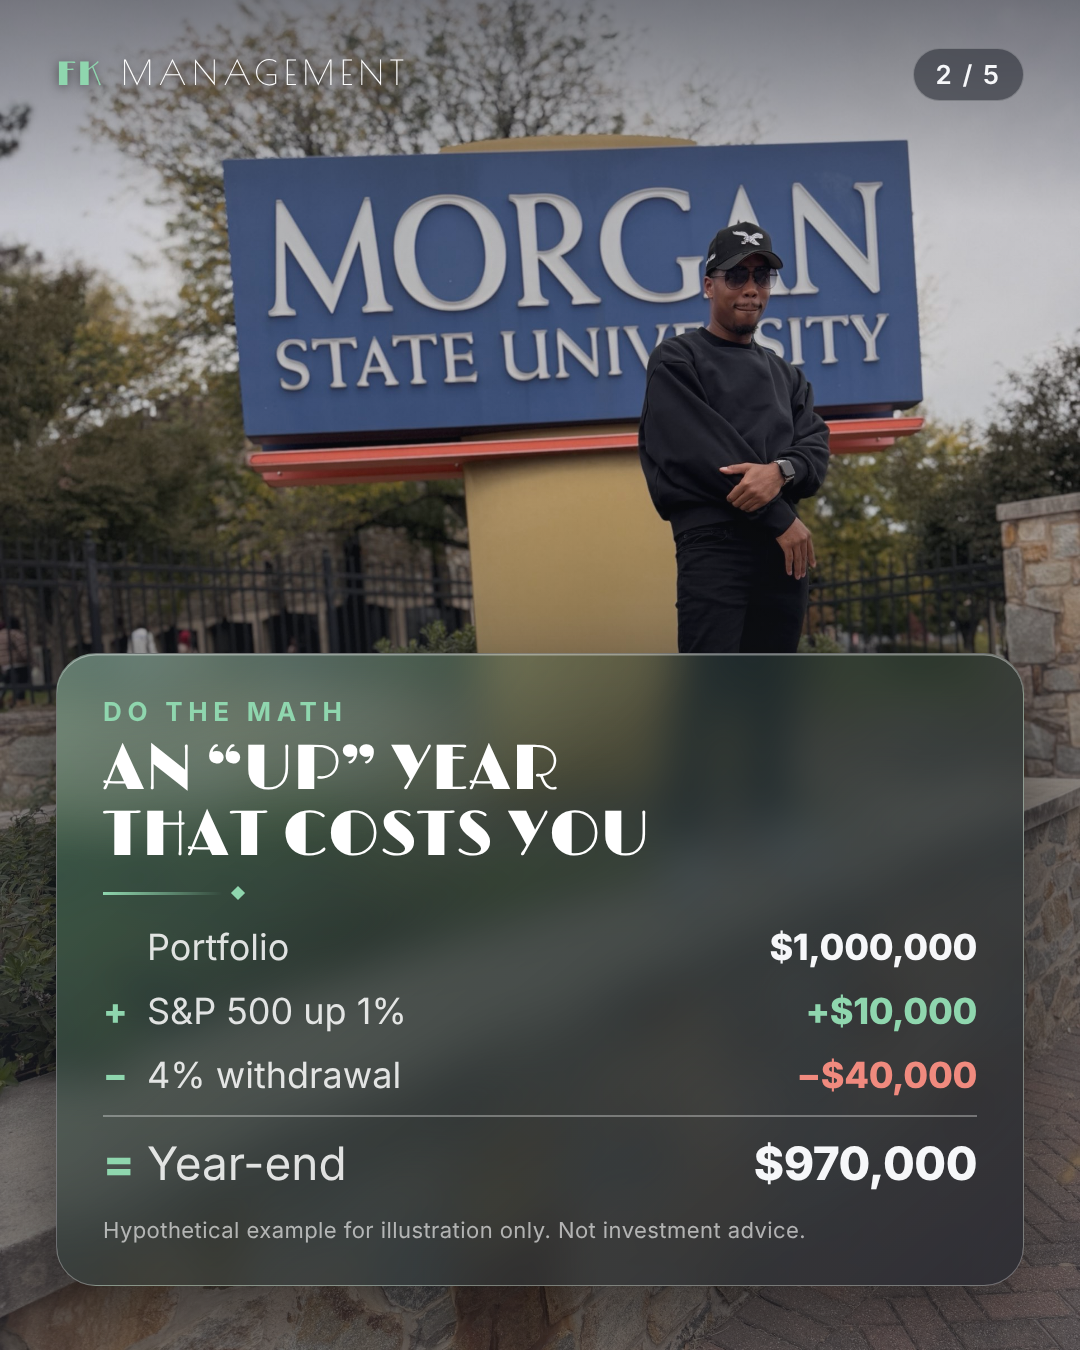 FK MANAGEMENT
2 / 5
MORGAN
STATE UNIVERSITY
DO THE MATH
AN “UP” YEAR
THAT COSTS YOU
Portfolio $1,000,000
+ S&P 500 up 1% +$10,000
– 4% withdrawal –$40,000
= Year-end $970,000
Hypothetical example for illustration only. Not investment advice.